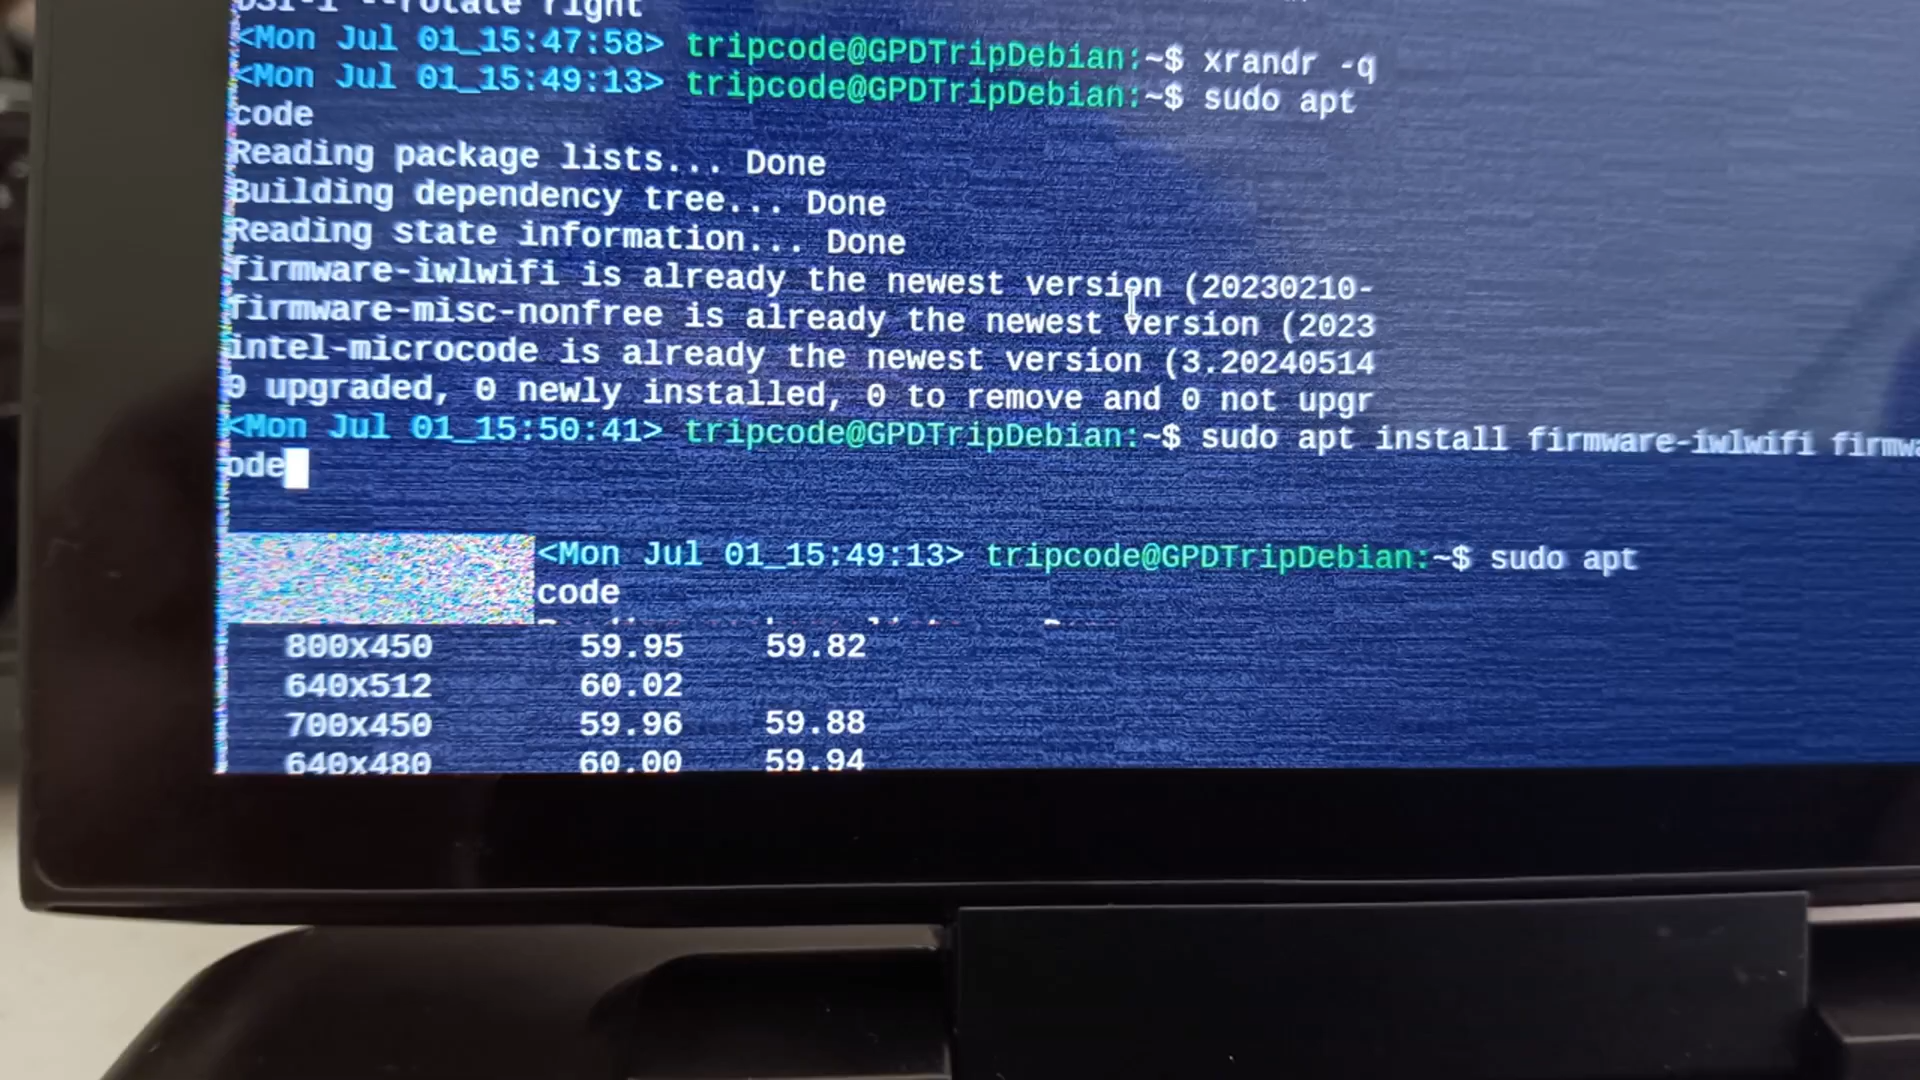 DSI-1 --rotate right
<Mon Jul 01_15:47:58> tripcode@GPDTripDebian:~$ xrandr -q
<Mon Jul 01_15:49:13> tripcode@GPDTripDebian:~$ sudo apt
code
Reading package lists... Done
Building dependency tree... Done
Reading state information... Done
firmware-iwlwifi is already the newest version (20230210-
firmware-misc-nonfree is already the newest version (2023
intel-microcode is already the newest version (3.20240514
0 upgraded, 0 newly installed, 0 to remove and 0 not upgr
<Mon Jul 01_15:50:41> tripcode@GPDTripDebian:~$ sudo apt install firmware-iwlwifi firmwa
ode
<Mon Jul 01_15:49:13> tripcode@GPDTripDebian:~$ sudo apt
code
800x450 59.95 59.82
640x512 60.02
700x450 59.96 59.88
640x480 60.00 59.94